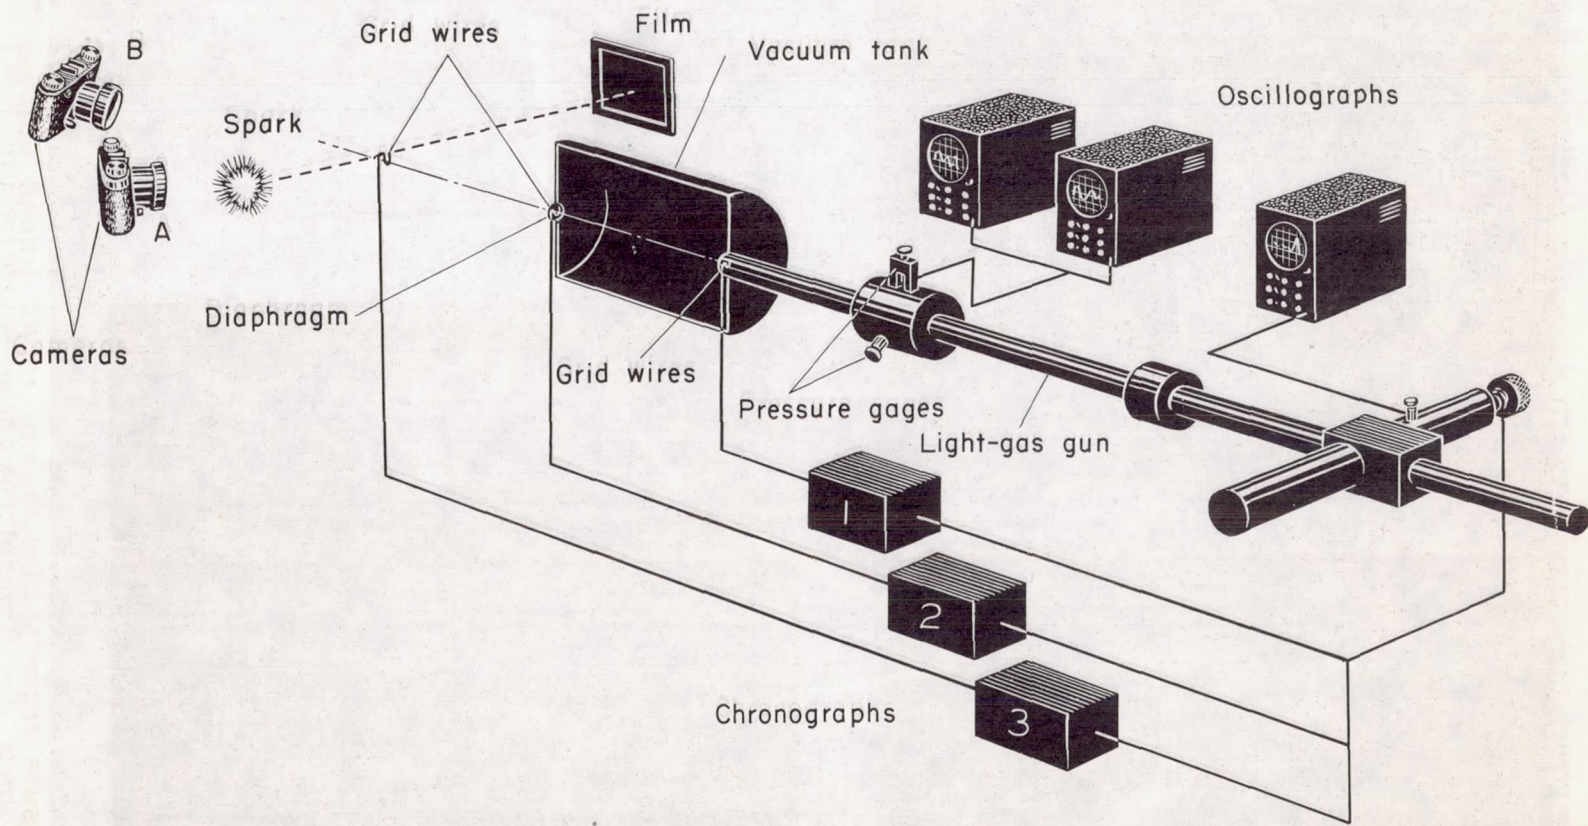 Grid wires
Film
B
Vacuum tank
Oscillographs
Spark
A
Diaphragm
Cameras
Grid wires
Pressure gages
Light-gas gun
1
2
3
Chronographs